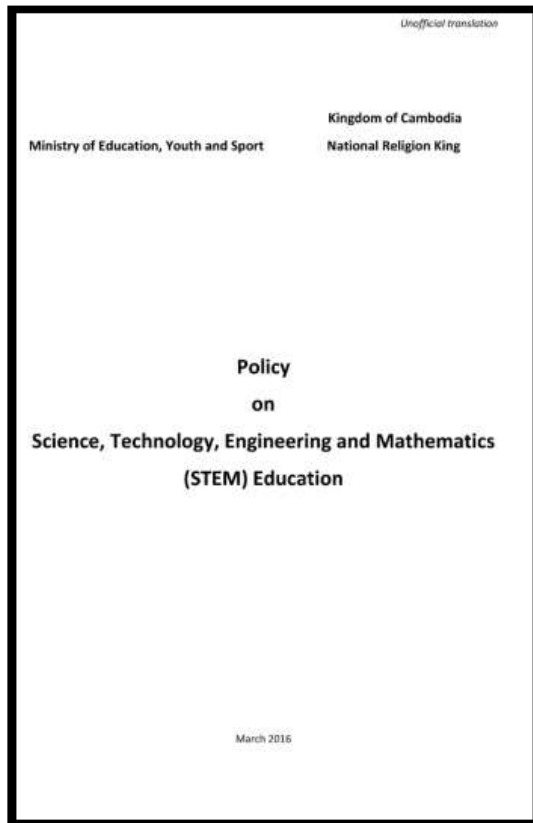 Unofficial translation
Kingdom of Cambodia
Ministry of Education, Youth and Sport National Religion King
Policy
on
Science, Technology, Engineering and Mathematics
(STEM) Education
March 2016